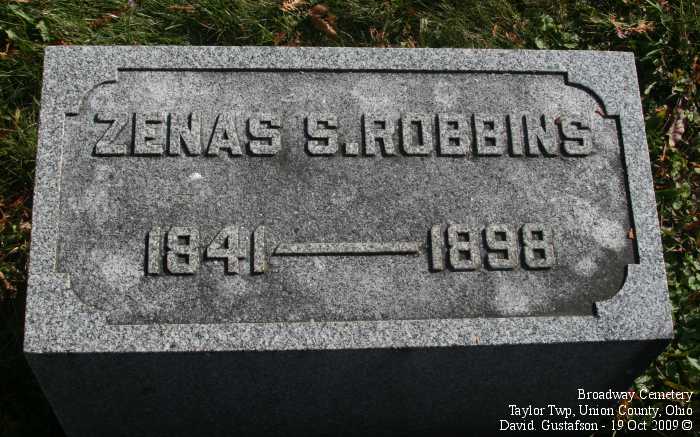 ZENAS S. ROBBINS
1841 — 1898
Broadway Cemetery
Taylor Twp, Union County, Ohio
David. Gustafson - 19 Oct 2009 ©